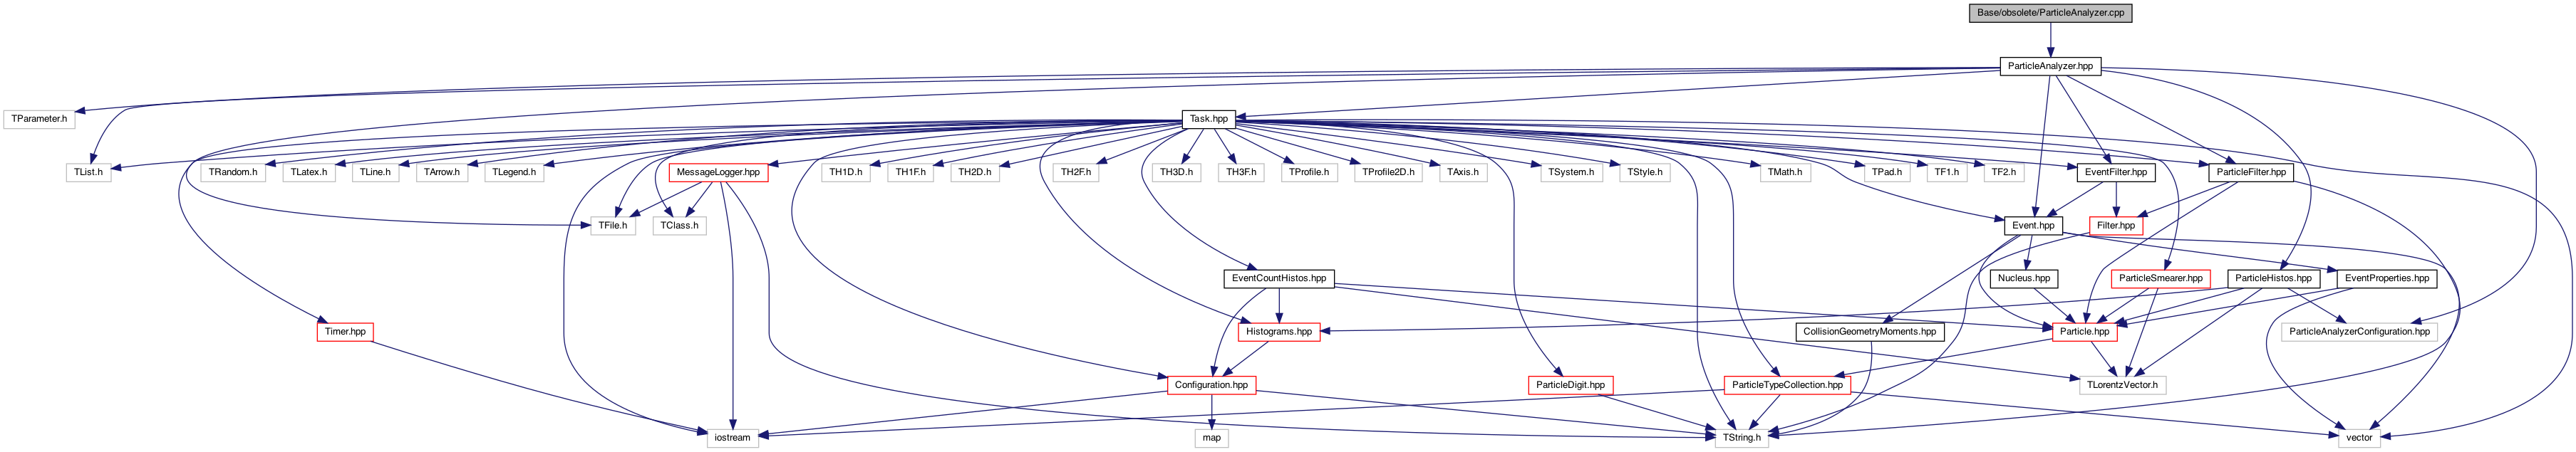 Base/obsolete/ParticleAnalyzer.cpp
ParticleAnalyzer.hpp
TParameter.h
Task.hpp
TList.h
TRandom.h
TLatex.h
TLine.h
TArrow.h
TLegend.h
MessageLogger.hpp
TH1D.h
TH1F.h
TH2D.h
TH2F.h
TH3D.h
TH3F.h
TProfile.h
TProfile2D.h
TAxis.h
TSystem.h
TStyle.h
TMath.h
TPad.h
TF1.h
TF2.h
EventFilter.hpp
ParticleFilter.hpp
TFile.h
TClass.h
Event.hpp
Filter.hpp
EventCountHistos.hpp
Nucleus.hpp
ParticleSmearer.hpp
ParticleHistos.hpp
EventProperties.hpp
Timer.hpp
Histograms.hpp
CollisionGeometryMoments.hpp
Particle.hpp
ParticleAnalyzerConfiguration.hpp
Configuration.hpp
ParticleDigit.hpp
ParticleTypeCollection.hpp
TLorentzVector.h
iostream
map
TString.h
vector